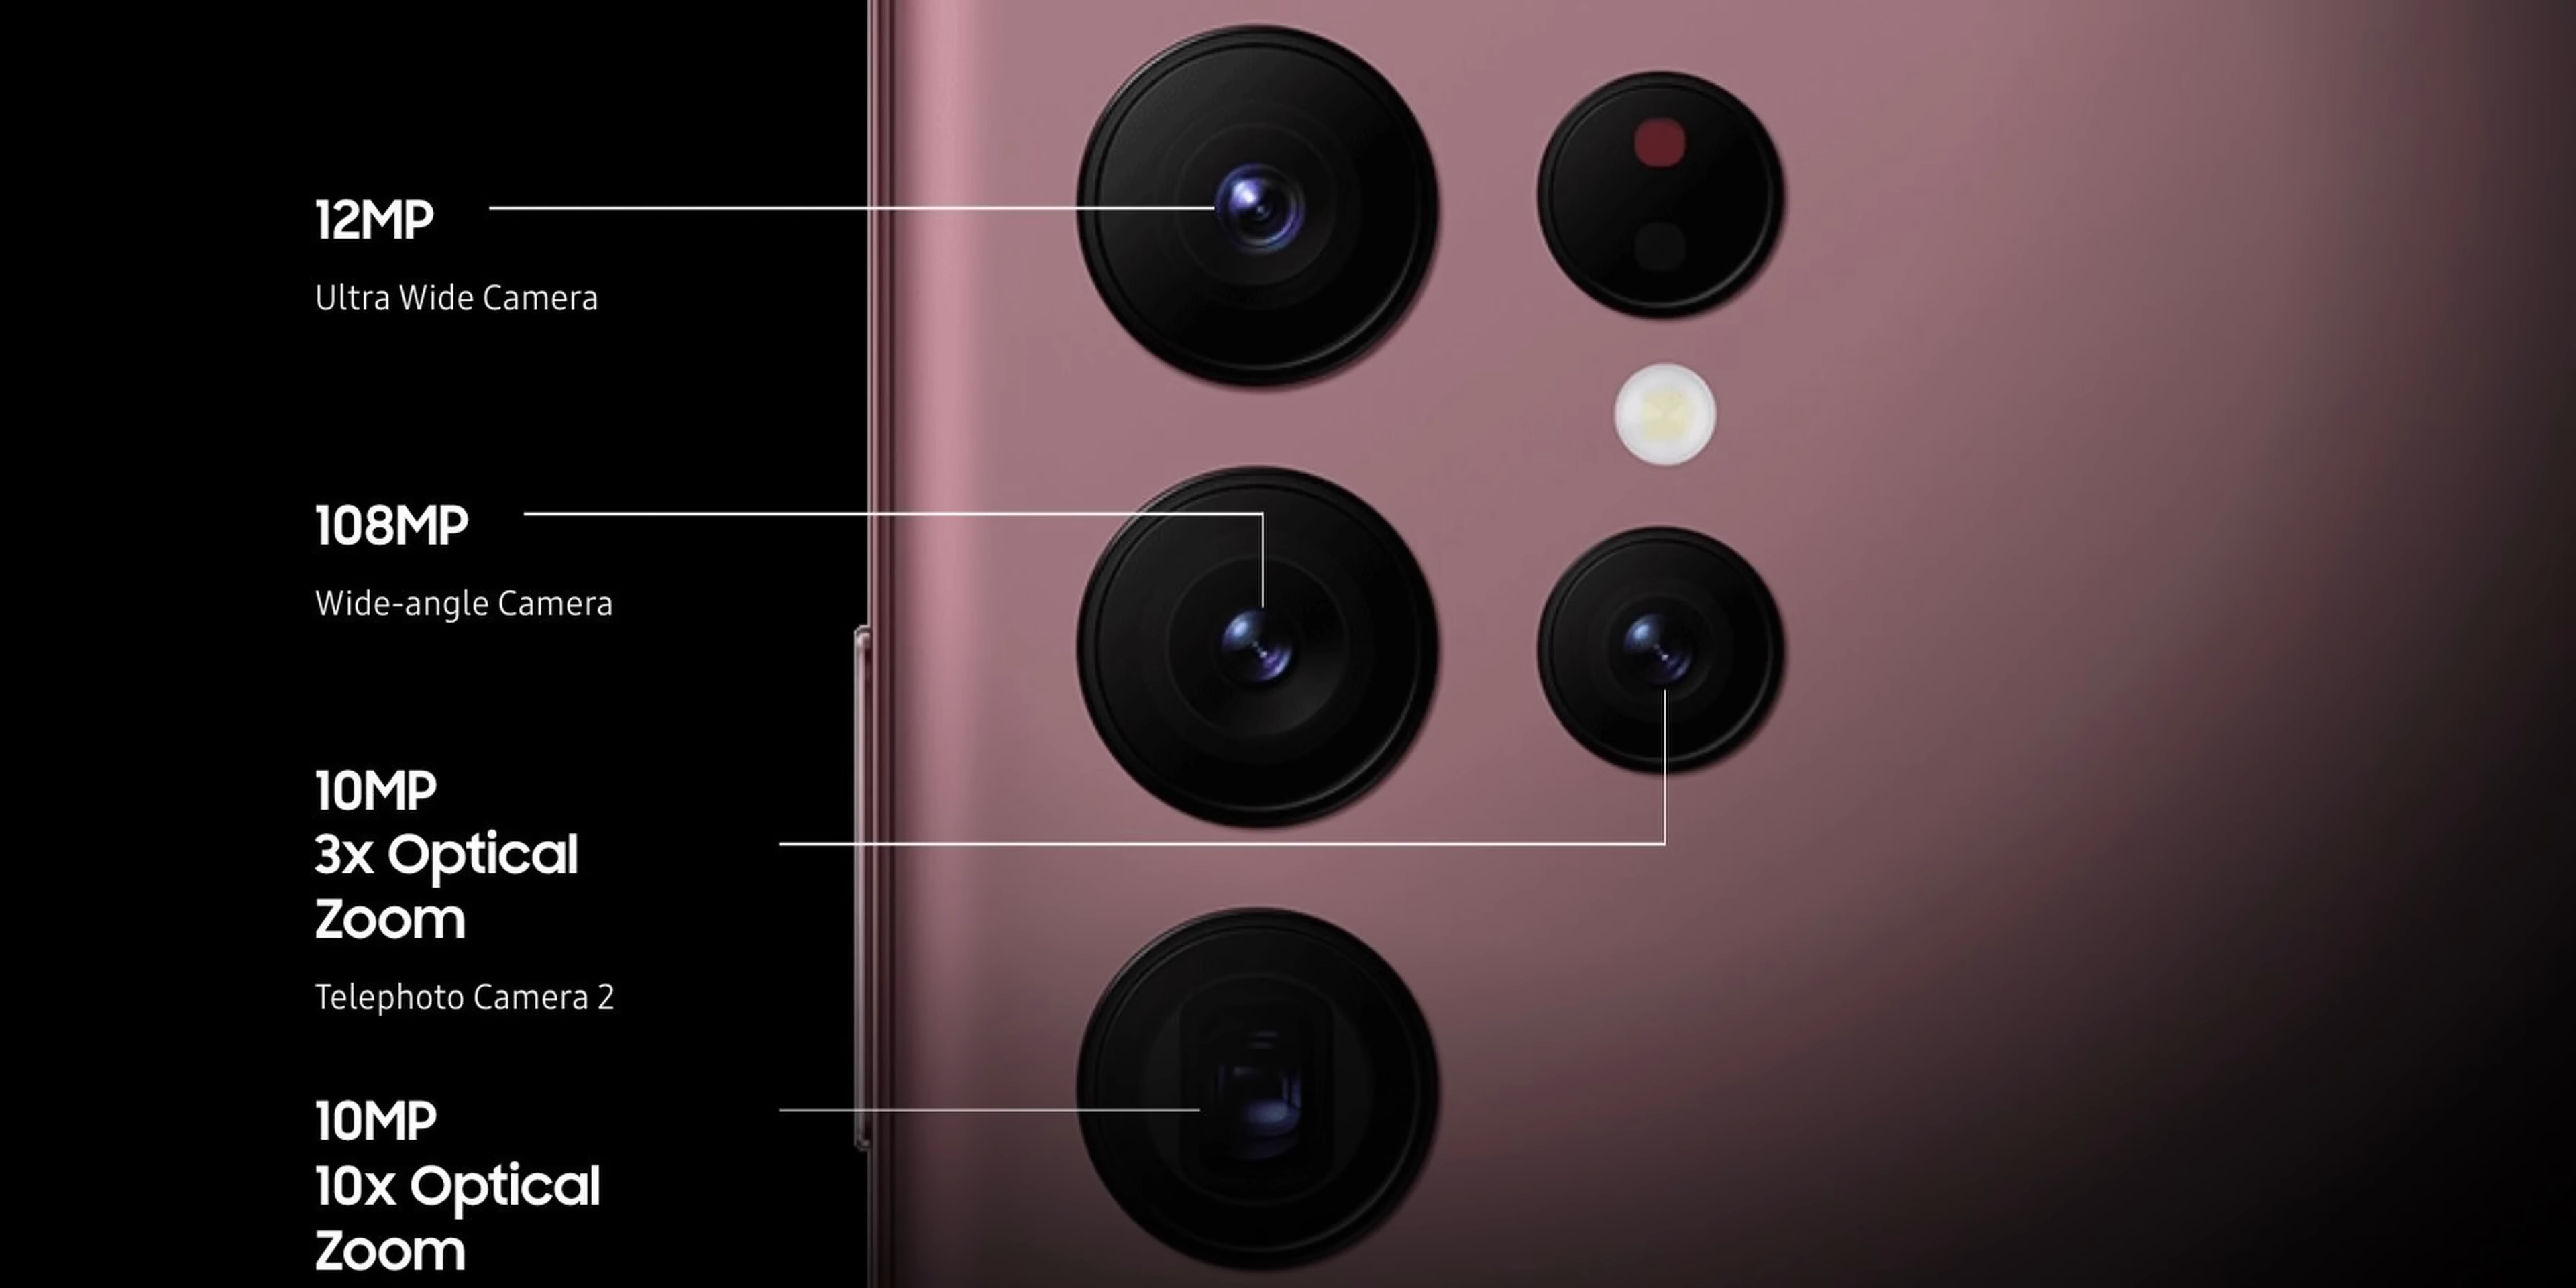 12MP
Ultra Wide Camera
108MP
Wide-angle Camera
10MP
3x Optical
Zoom
Telephoto Camera 2
10MP
10x Optical
Zoom